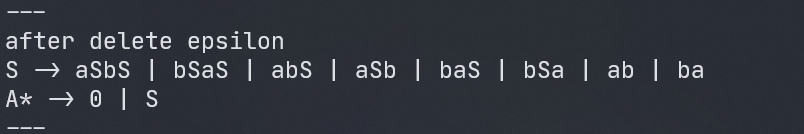 ---
after delete epsilon
S -> aSbS | bSaS | abS | aSb | baS | bSa | ab | ba
A* -> 0 | S
---